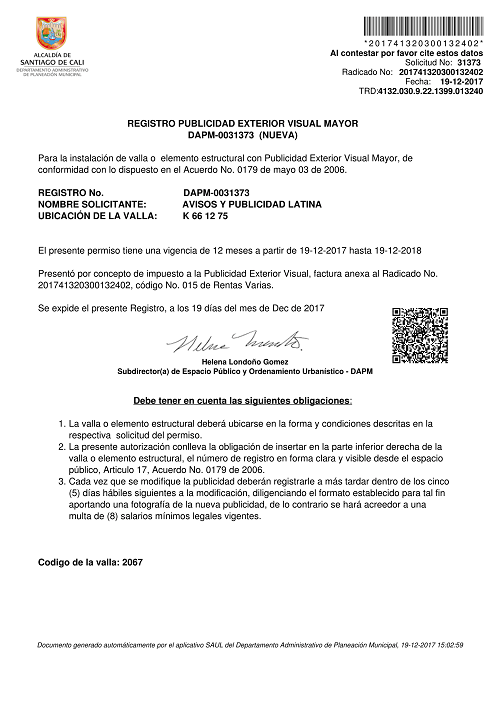 ALCALDÍA DE
SANTIAGO DE CALI
DEPARTAMENTO ADMINISTRATIVO
DE PLANEACIÓN MUNICIPAL
*201741320300132402*
Al contestar por favor cite estos datos
Solicitud No: 31373
Radicado No: 201741320300132402
Fecha: 19-12-2017
TRD:4132.030.9.22.1399.013240
REGISTRO PUBLICIDAD EXTERIOR VISUAL MAYOR
DAPM-0031373 (NUEVA)
Para la instalación de valla o elemento estructural con Publicidad Exterior Visual Mayor, de
conformidad con lo dispuesto en el Acuerdo No. 0179 de mayo 03 de 2006.
REGISTRO No. DAPM-0031373
NOMBRE SOLICITANTE: AVISOS Y PUBLICIDAD LATINA
UBICACIÓN DE LA VALLA: K 66 12 75
El presente permiso tiene una vigencia de 12 meses a partir de 19-12-2017 hasta 19-12-2018
Presentó por concepto de impuesto a la Publicidad Exterior Visual, factura anexa al Radicado No.
201741320300132402, código No. 015 de Rentas Varias.
Se expide el presente Registro, a los 19 días del mes de Dec de 2017
Helena Londoño Gomez
Subdirector(a) de Espacio Público y Ordenamiento Urbanístico - DAPM
Debe tener en cuenta las siguientes obligaciones:
1. La valla o elemento estructural deberá ubicarse en la forma y condiciones descritas en la
respectiva solicitud del permiso.
2. La presente autorización conlleva la obligación de insertar en la parte inferior derecha de la
valla o elemento estructural, el número de registro en forma clara y visible desde el espacio
público, Articulo 17, Acuerdo No. 0179 de 2006.
3. Cada vez que se modifique la publicidad deberán registrarle a más tardar dentro de los cinco
(5) días hábiles siguientes a la modificación, diligenciando el formato establecido para tal fin
aportando una fotografía de la nueva publicidad, de lo contrario se hará acreedor a una
multa de (8) salarios mínimos legales vigentes.
Codigo de la valla: 2067
Documento generado automáticamente por el aplicativo SAUL del Departamento Administrativo de Planeación Municipal, 19-12-2017 15:02:59